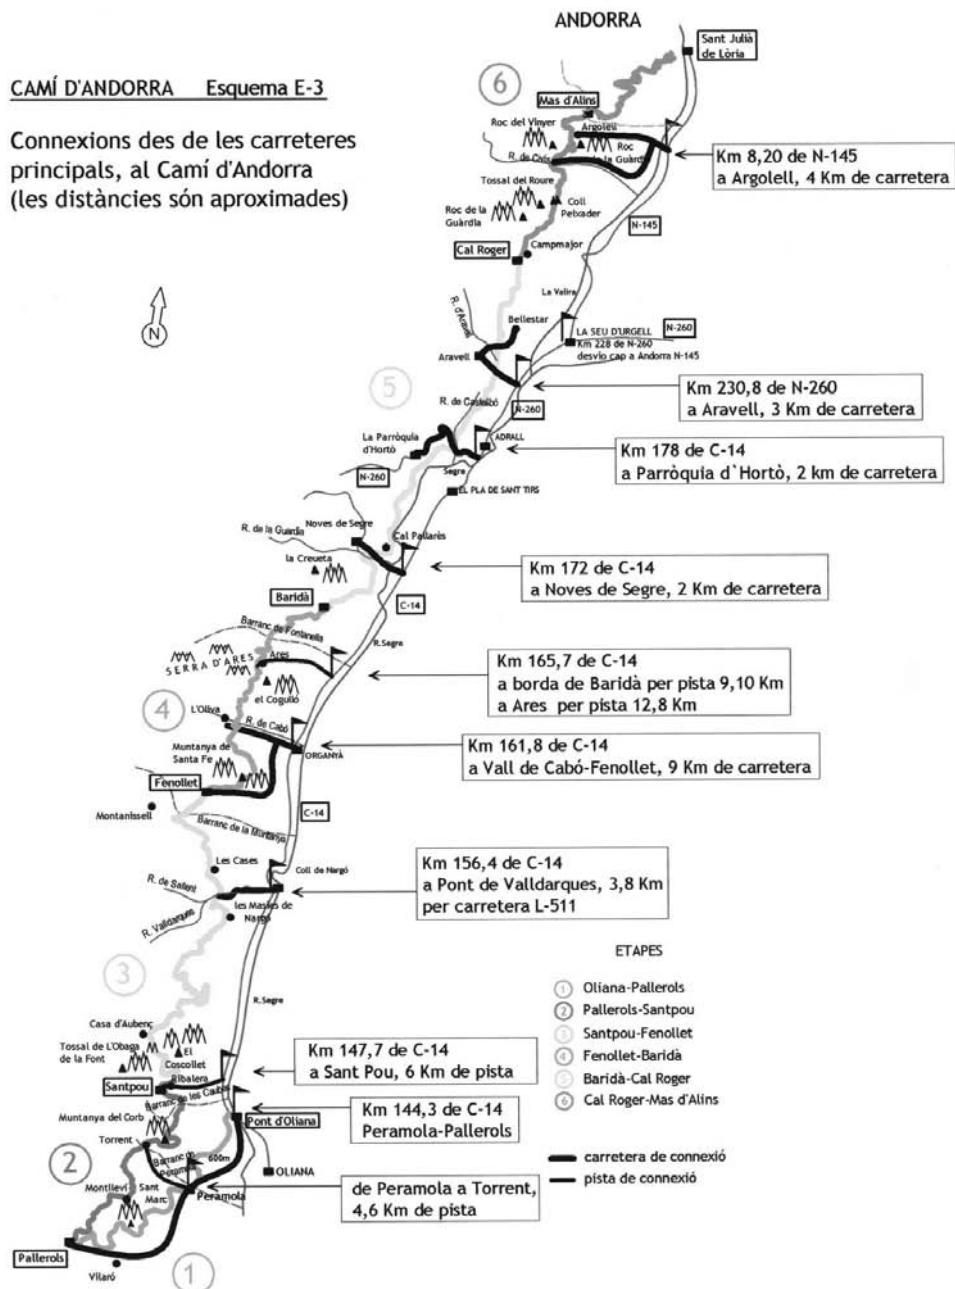 ANDORRA
CAMÍ D'ANDORRA Esquema E-3
Connexions des de les carreteres
principals, al Camí d'Andorra
(les distàncies són aproximades)
N
Sant Julià
de Lòria
6
Mas d'Alins
Roc del Vinyer
Argolell
Roc
de la Guàrdia
R. de Civís
Km 8,20 de N-145
a Argolell, 4 Km de carretera
Tossal del Roure
Roc de la
Guàrdia
Coll
Peixader
N-145
Cal Roger
Campmajor
La Valira
R. d'Aravell
Bellestar
Aravell
LA SEU D'URGELL
N-260
Km 228 de N-260
desvio cap a Andorra N-145
5
Km 230,8 de N-260
a Aravell, 3 Km de carretera
R. de Castellbó
N-260
La Parròquia
d'Hortò
ADRALL
Segre
N-260
EL PLA DE SANT TIRS
Km 178 de C-14
a Parròquia d`Hortò, 2 km de carretera
Noves de Segre
R. de la Guardia
Cal Pallarès
la Creueta
Km 172 de C-14
a Noves de Segre, 2 Km de carretera
Baridà
C-14
Barranc de Fontanella
R.Segre
SERRA D'ARES
Ares
el Cogulló
Km 165,7 de C-14
a borda de Baridà per pista 9,10 Km
a Ares per pista 12,8 Km
4
L'Oliva
R. de Cabó
ORGANYÀ
Muntanya de
Santa Fe
Km 161,8 de C-14
a Vall de Cabó-Fenollet, 9 Km de carretera
Fenollet
Montanissell
C-14
Barranc de la Muntanya
Les Cases
Coll de Nargó
R. de Sallent
les Masies de
Nargó
R. Valldarques
Km 156,4 de C-14
a Pont de Valldarques, 3,8 Km
per carretera L-511
3
R.Segre
Casa d'Aubenç
Tossal de L'Obaga
de la Font
El
Coscollet
Santpou
Ribalera
Barranc de les Caubes
Km 147,7 de C-14
a Sant Pou, 6 Km de pista
Muntanya del Corb
Pont d'Oliana
Km 144,3 de C-14
Peramola-Pallerols
Torrent
Barranc de
600m
OLIANA
2
Montlleví
Sant
Marc
Peramola
de Peramola a Torrent,
4,6 Km de pista
Pallerols
Vilaró
1
ETAPES
1 Oliana-Pallerols
2 Pallerols-Santpou
3 Santpou-Fenollet
4 Fenollet-Baridà
5 Baridà-Cal Roger
6 Cal Roger-Mas d'Alins
carretera de connexió
pista de connexió